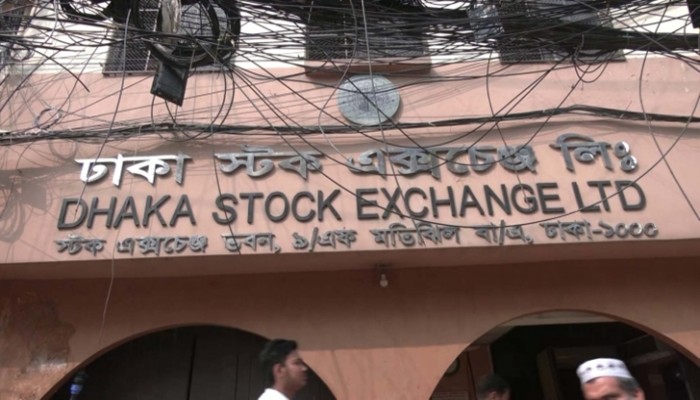 ঢাকা স্টক এক্সচেঞ্জ লিঃ
DHAKA STOCK EXCHANGE LTD
স্টক এক্সচেঞ্জ ভবন, ৯/এফ মতিঝিল বা/এ, ঢাকা-১০০০